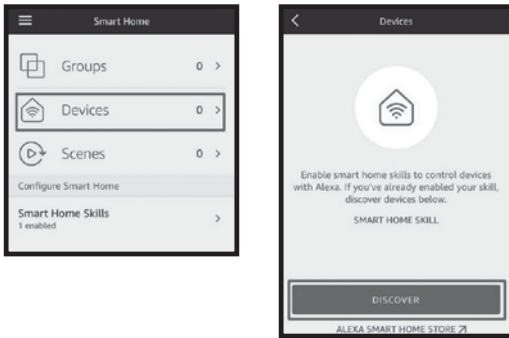 Smart Home
Groups 0 >
Devices 0 >
Scenes 0 >
Configure Smart Home
Smart Home Skills >
1 enabled
< Devices
Enable smart home skills to control devices
with Alexa. If you've already enabled your skill,
discover devices below.
SMART HOME SKILL
DISCOVER
ALEXA SMART HOME STORE